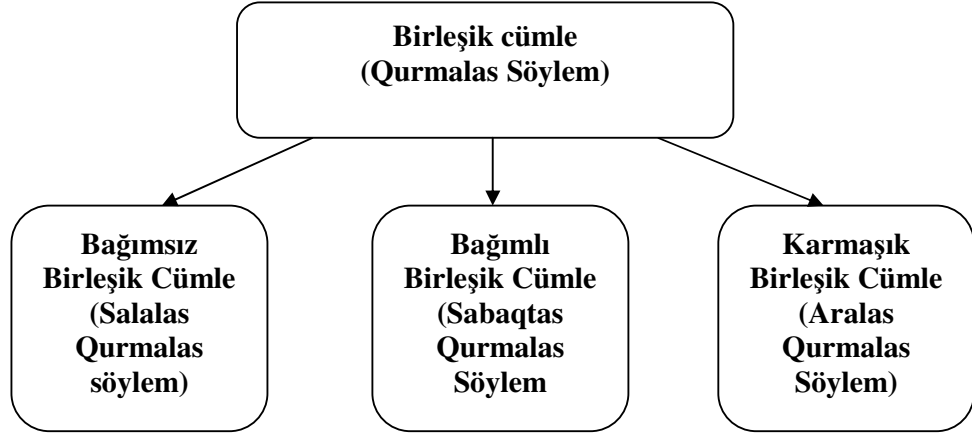 Birleşik cümle
(Qurmalas Söylem)
Bağımsız
Birleşik Cümle
(Salalas
Qurmalas
söylem)
Bağımlı
Birleşik Cümle
(Sabaqtas
Qurmalas
Söylem
Karmaşık
Birleşik Cümle
(Aralas
Qurmalas
Söylem)